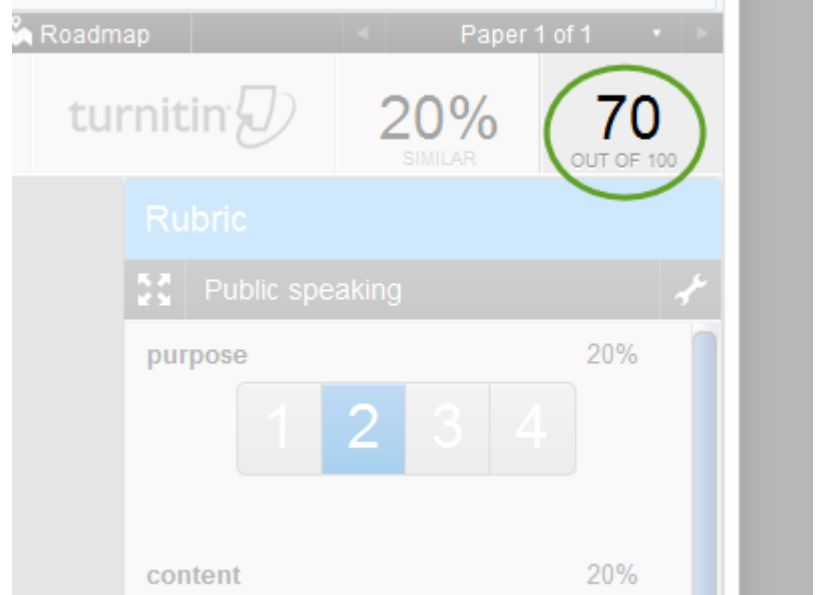 Roadmap Paper 1 of 1
turnitin 20% 70
SIMILAR OUT OF 100
Rubric
Public speaking
purpose 20%
1 2 3 4
content 20%